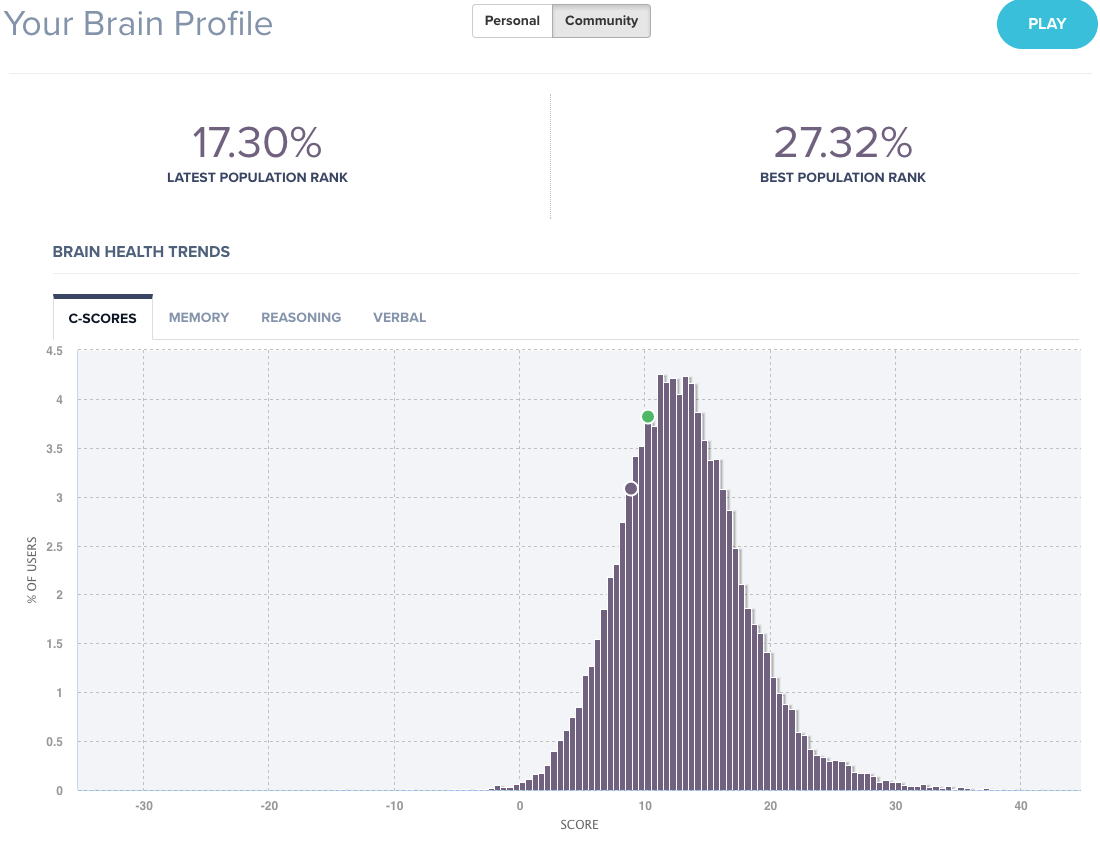 Your Brain Profile
Personal
Community
PLAY
17.30%
LATEST POPULATION RANK
27.32%
BEST POPULATION RANK
BRAIN HEALTH TRENDS
C-SCORES
MEMORY
REASONING
VERBAL
4.5
4
3.5
3
2.5
2
1.5
1
0.5
0
% OF USERS
-30
-20
-10
0
10
20
30
40
SCORE